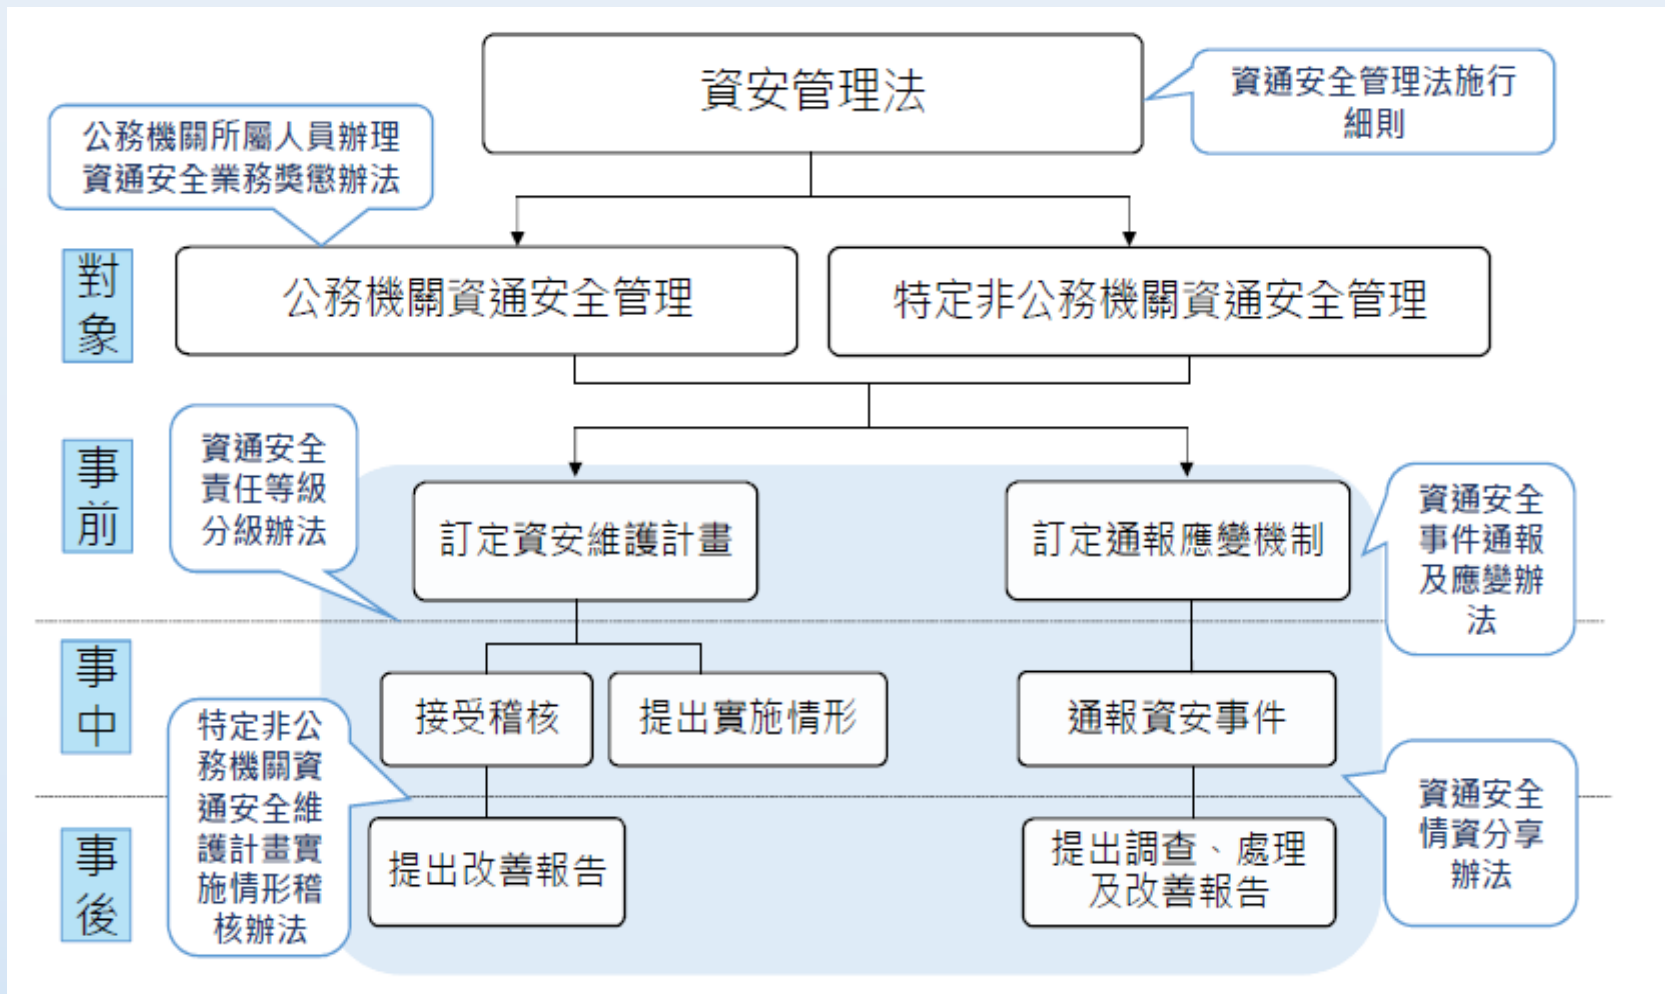 資安管理法
資通安全管理法施行
細則
公務機關所屬人員辦理
資通安全業務獎懲辦法
對
象
公務機關資通安全管理
特定非公務機關資通安全管理
事
前
資通安全
責任等級
分級辦法
訂定資安維護計畫
訂定通報應變機制
資通安全
事件通報
及應變辦
法
事
中
接受稽核
提出實施情形
通報資安事件
特定非公
務機關資
通安全維
護計畫實
施情形稽
核辦法
資通安全
情資分享
辦法
事
後
提出改善報告
提出調查、處理
及改善報告